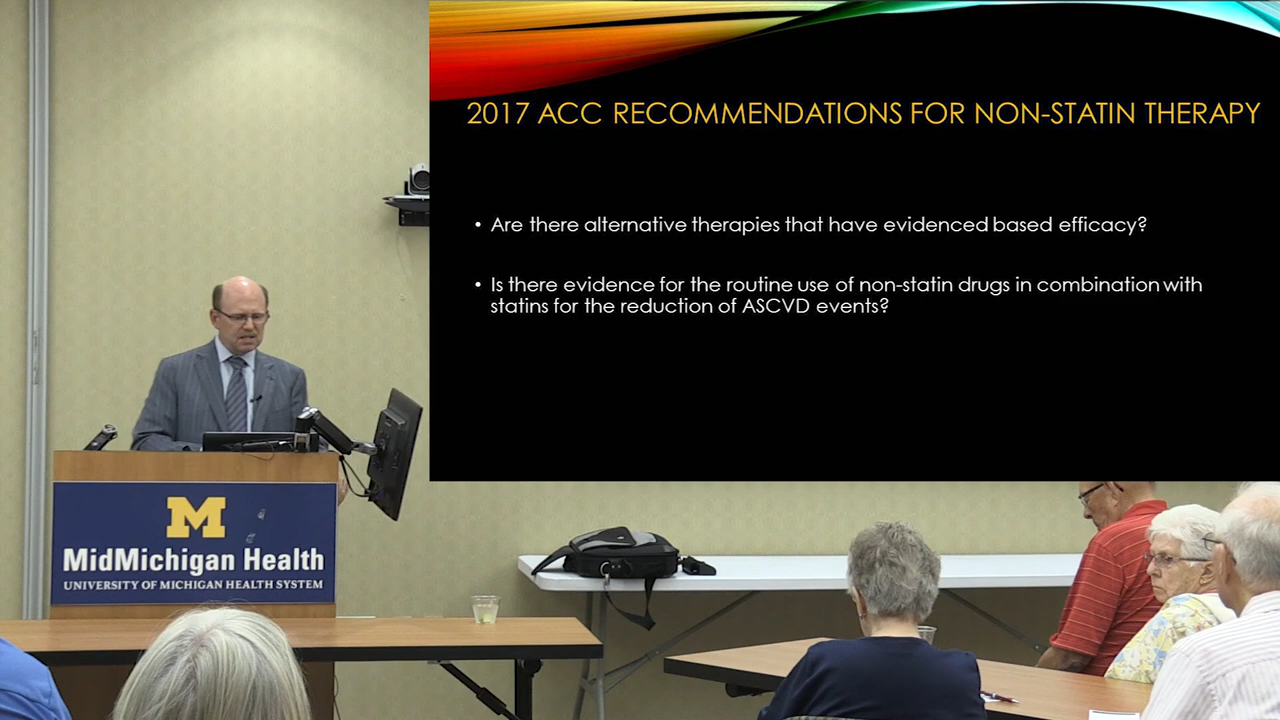 2017 ACC RECOMMENDATIONS FOR NON-STATIN THERAPY
• Are there alternative therapies that have evidenced based efficacy?
• Is there evidence for the routine use of non-statin drugs in combination with
statins for the reduction of ASCVD events?
M
MidMichigan Health
UNIVERSITY OF MICHIGAN HEALTH SYSTEM